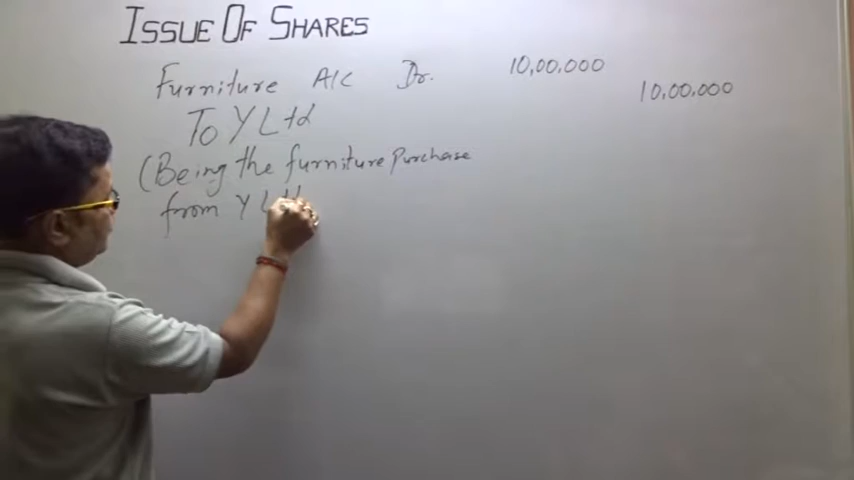 ISSUE OF SHARES
Furniture A/C Dr. 10,00,000
To Y Ltd 10,00,000
(Being the furniture Purchase
from Y Ltd